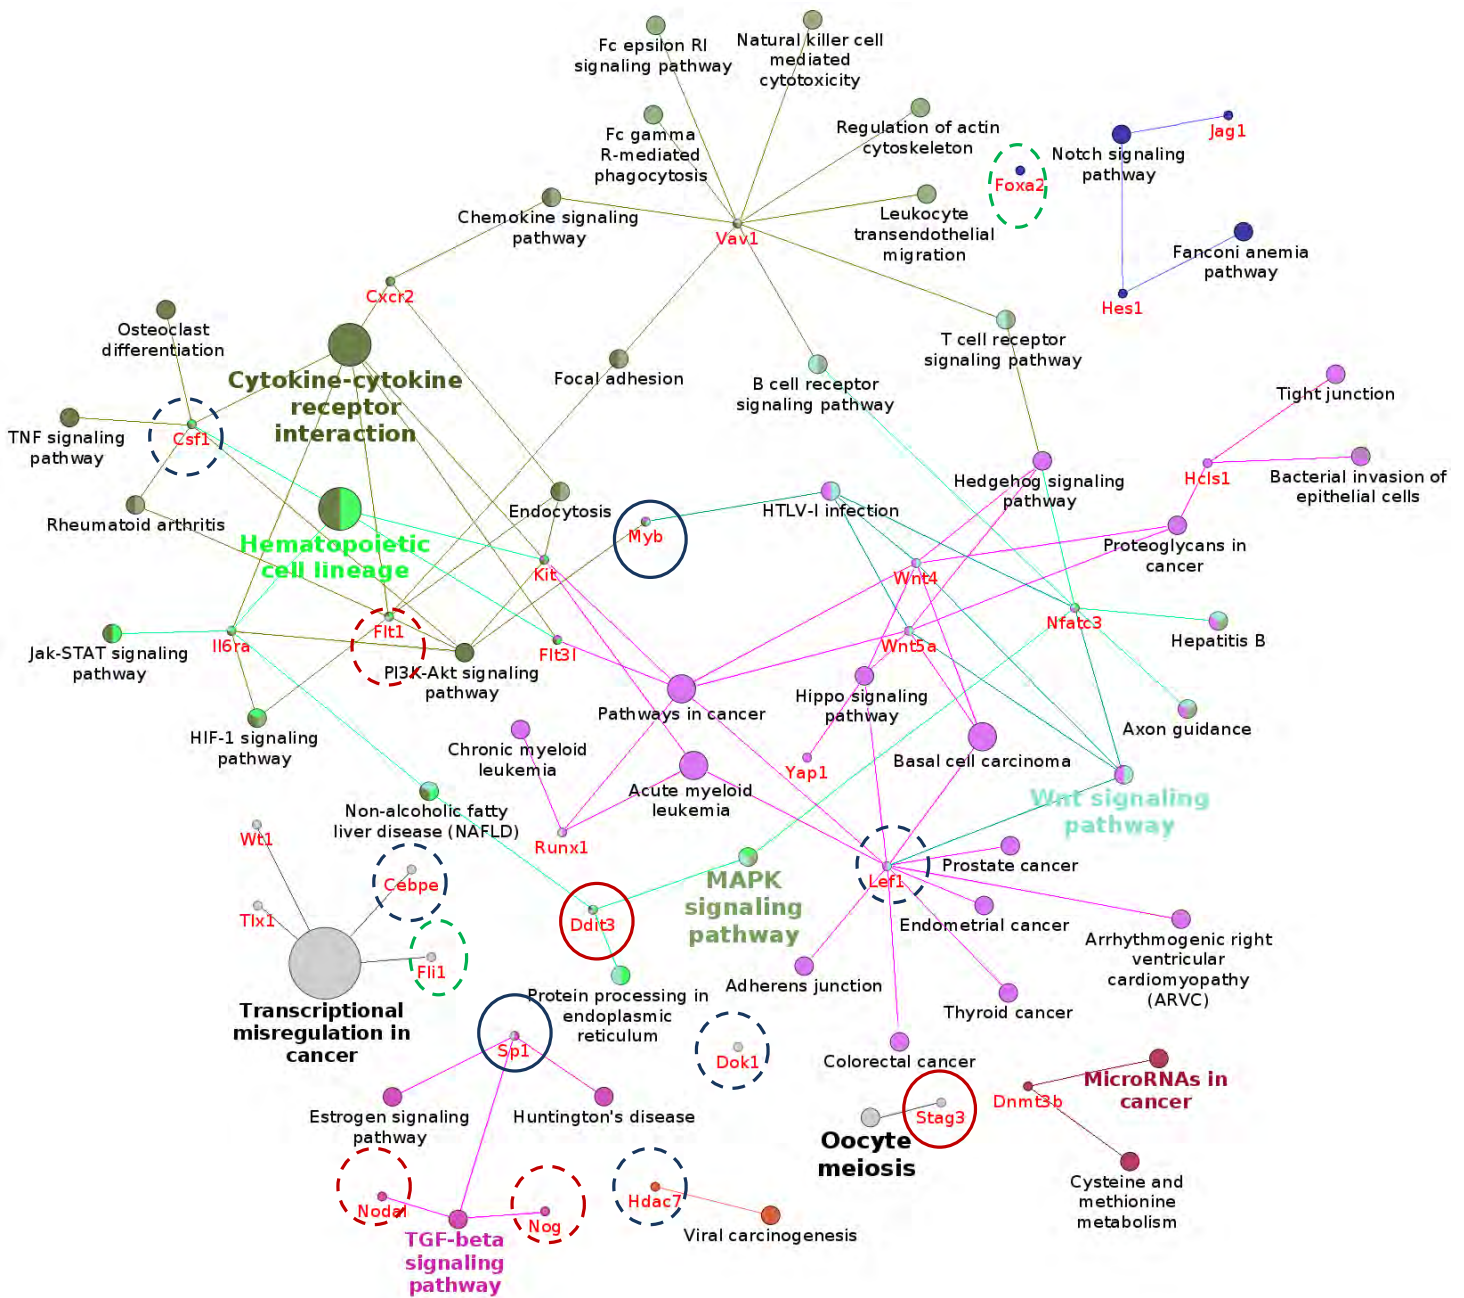 Fc epsilon RI
signaling pathway
Natural killer cell
mediated
cytotoxicity
Fc gamma
R-mediated
phagocytosis
Regulation of actin
cytoskeleton
Jag1
Notch signaling
pathway
Foxa2
Chemokine signaling
pathway
Vav1
Leukocyte
transendothelial
migration
Fanconi anemia
pathway
Cxcr2
Hes1
Osteoclast
differentiation
T cell receptor
signaling pathway
Cytokine-cytokine
receptor
interaction
Focal adhesion
B cell receptor
signaling pathway
Tight junction
TNF signaling
pathway
Csf1
Hedgehog signaling
pathway
Hcls1
Bacterial invasion of
epithelial cells
Rheumatoid arthritis
Endocytosis
HTLV-I infection
Hematopoietic
cell lineage
Myb
Proteoglycans in
cancer
Kit
Wnt4
Nfatc3
Hepatitis B
Jak-STAT signaling
pathway
Il6ra
Flt1
Flt3l
Wnt5a
PI3K-Akt signaling
pathway
Pathways in cancer
Hippo signaling
pathway
Axon guidance
HIF-1 signaling
pathway
Chronic myeloid
leukemia
Yap1
Basal cell carcinoma
Acute myeloid
leukemia
Wnt signaling
pathway
Non-alcoholic fatty
liver disease (NAFLD)
Wt1
Runx1
Cebpe
MAPK
signaling
pathway
Lef1
Prostate cancer
Tlx1
Ddit3
Endometrial cancer
Arrhythmogenic right
ventricular
cardiomyopathy
(ARVC)
Fli1
Adherens junction
Protein processing in
endoplasmic
reticulum
Transcriptional
misregulation in
cancer
Thyroid cancer
Sp1
Dok1
Colorectal cancer
MicroRNAs in
cancer
Dnmt3b
Estrogen signaling
pathway
Huntington's disease
Stag3
Oocyte
meiosis
Cysteine and
methionine
metabolism
Nodal
Nog
Hdac7
Viral carcinogenesis
TGF-beta
signaling
pathway